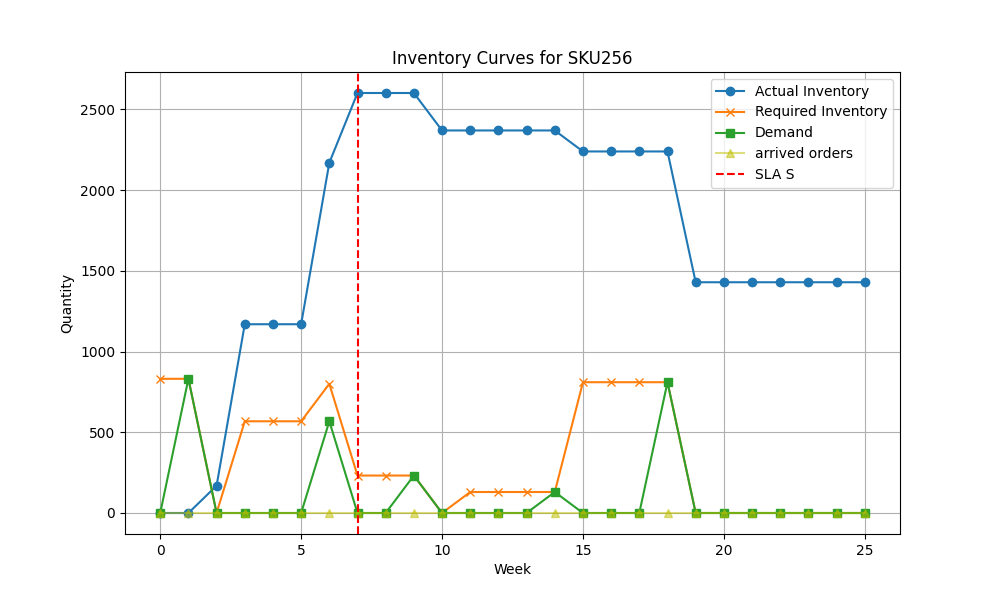 Inventory Curves for SKU256
Actual Inventory
Required Inventory
Demand
arrived orders
SLA S
Quantity
2500
2000
1500
1000
500
0
0 5 10 15 20 25
Week